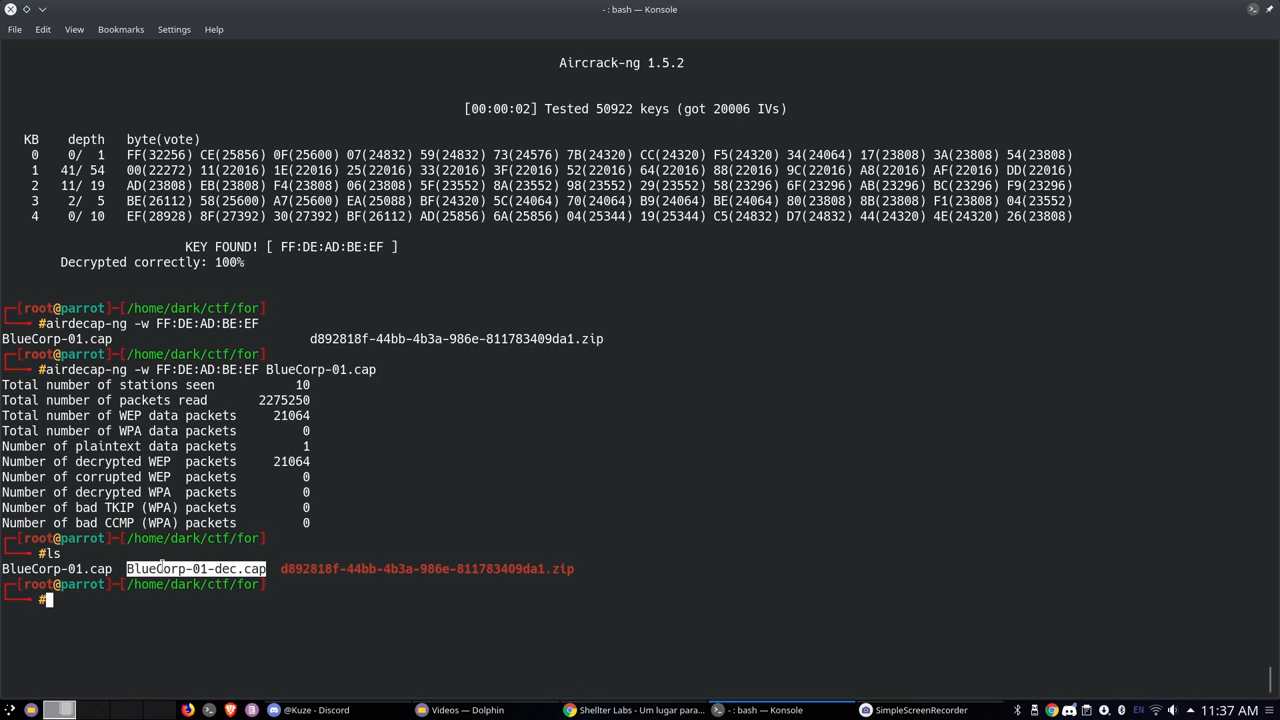 - : bash — Konsole
File Edit View Bookmarks Settings Help
Aircrack-ng 1.5.2
[00:00:02] Tested 50922 keys (got 20006 IVs)
KB depth byte(vote)
0 0/ 1 FF(32256) CE(25856) 0F(25600) 07(24832) 59(24832) 73(24576) 7B(24320) CC(24320) F5(24320) 34(24064) 17(23808) 3A(23808) 54(23808)
1 41/ 54 00(22272) 11(22016) 1E(22016) 25(22016) 33(22016) 3F(22016) 52(22016) 64(22016) 88(22016) 9C(22016) A8(22016) AF(22016) DD(22016)
2 11/ 19 AD(23808) EB(23808) F4(23808) 06(23808) 5F(23552) 8A(23552) 98(23552) 29(23552) 58(23296) 6F(23296) AB(23296) BC(23296) F9(23296)
3 2/ 5 BE(26112) 58(25600) A7(25600) EA(25088) BF(24320) 5C(24064) 70(24064) B9(24064) BE(24064) 80(23808) 8B(23808) F1(23808) 04(23552)
4 0/ 10 EF(28928) 8F(27392) 30(27392) BF(26112) AD(25856) 6A(25856) 04(25344) 19(25344) C5(24832) D7(24832) 44(24320) 4E(24320) 26(23808)
KEY FOUND! [ FF:DE:AD:BE:EF ]
Decrypted correctly: 100%
[root@parrot]─[/home/dark/ctf/for]
#airdecap-ng -w FF:DE:AD:BE:EF
BlueCorp-01.cap d892818f-44bb-4b3a-986e-811783409da1.zip
[root@parrot]─[/home/dark/ctf/for]
#airdecap-ng -w FF:DE:AD:BE:EF BlueCorp-01.cap
Total number of stations seen 10
Total number of packets read 2275250
Total number of WEP data packets 21064
Total number of WPA data packets 0
Number of plaintext data packets 1
Number of decrypted WEP packets 21064
Number of corrupted WEP packets 0
Number of decrypted WPA packets 0
Number of bad TKIP (WPA) packets 0
Number of bad CCMP (WPA) packets 0
[root@parrot]─[/home/dark/ctf/for]
#ls
BlueCorp-01.cap BlueCorp-01-dec.cap d892818f-44bb-4b3a-986e-811783409da1.zip
[root@parrot]─[/home/dark/ctf/for]
#
@Kuze - Discord Videos — Dolphin Shellter Labs - Um lugar para... - : bash — Konsole SimpleScreenRecorder EN 11:37 AM